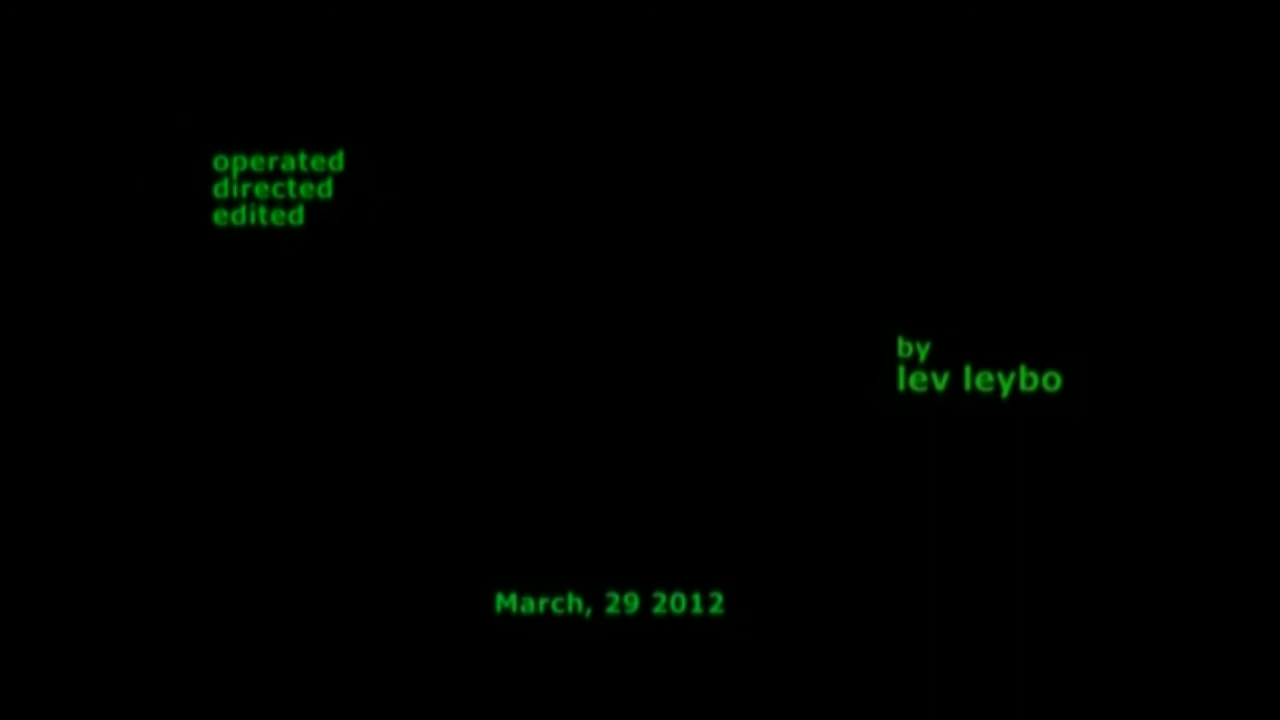 operated
directed
edited
by
lev leybo
March, 29 2012